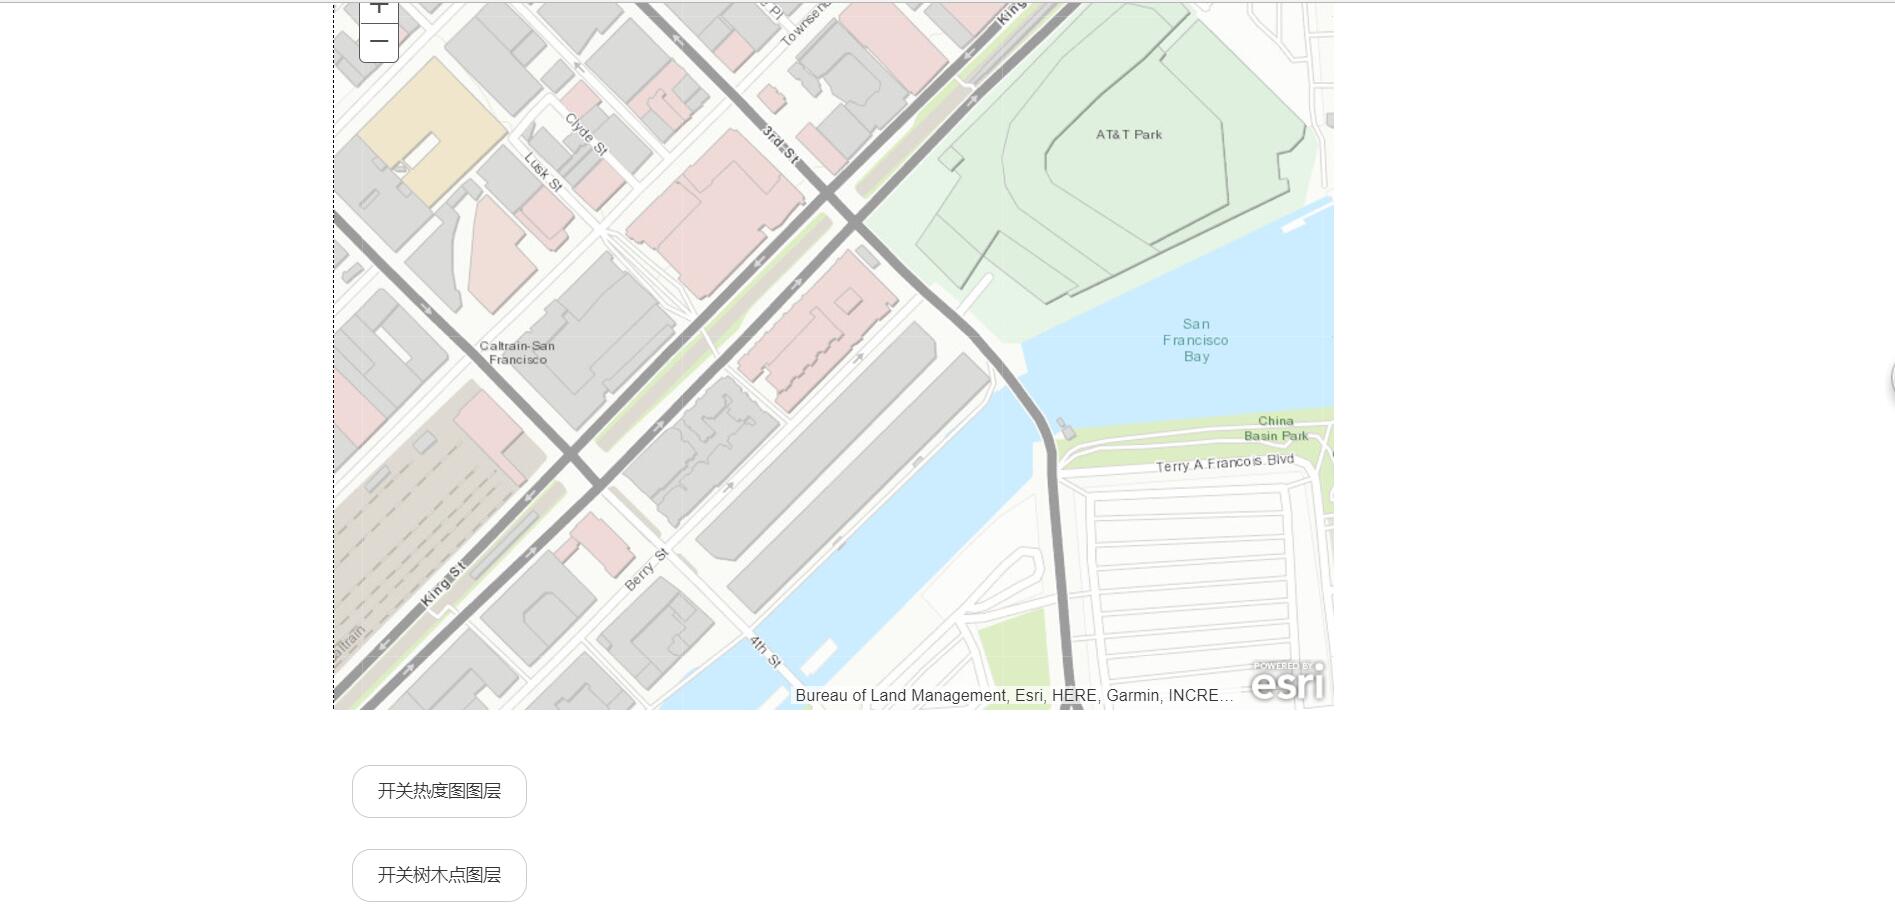 King
Townsend
3rd St
Clyde St
Lusk St
AT&T Park
San
Francisco
Bay
Caltrain-San
Francisco
China
Basin Park
Terry A Francois Blvd
King St
Berry St
4th St
Bureau of Land Management, Esri, HERE, Garmin, INCRE...
POWERED BY
esri
开关热度图图层
开关树木点图层